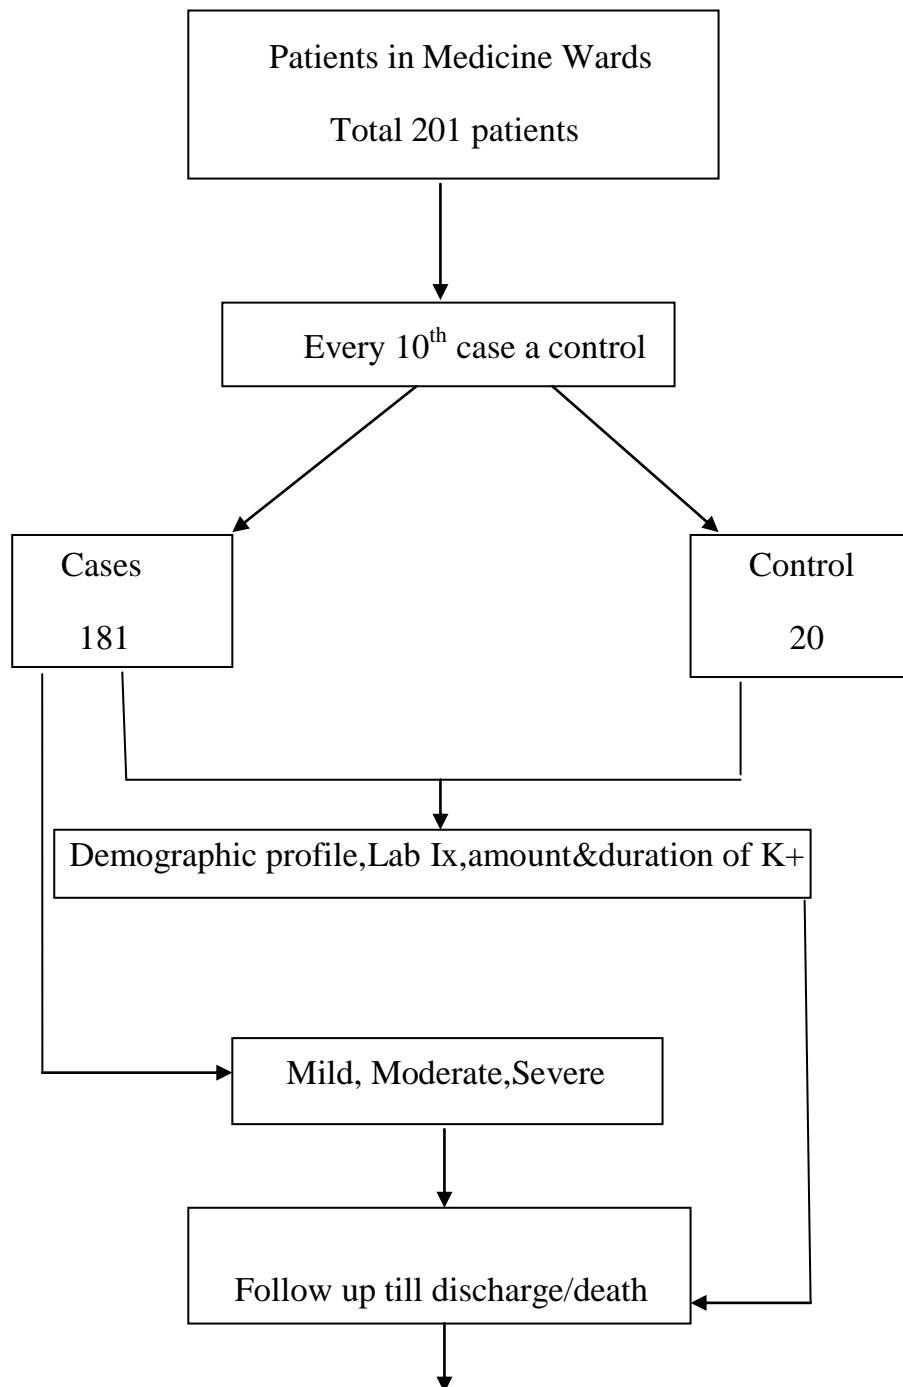 Patients in Medicine Wards
Total 201 patients
Every 10th case a control
Cases
181
Control
20
Demographic profile,Lab Ix,amount&duration of K+
Mild, Moderate,Severe
Follow up till discharge/death